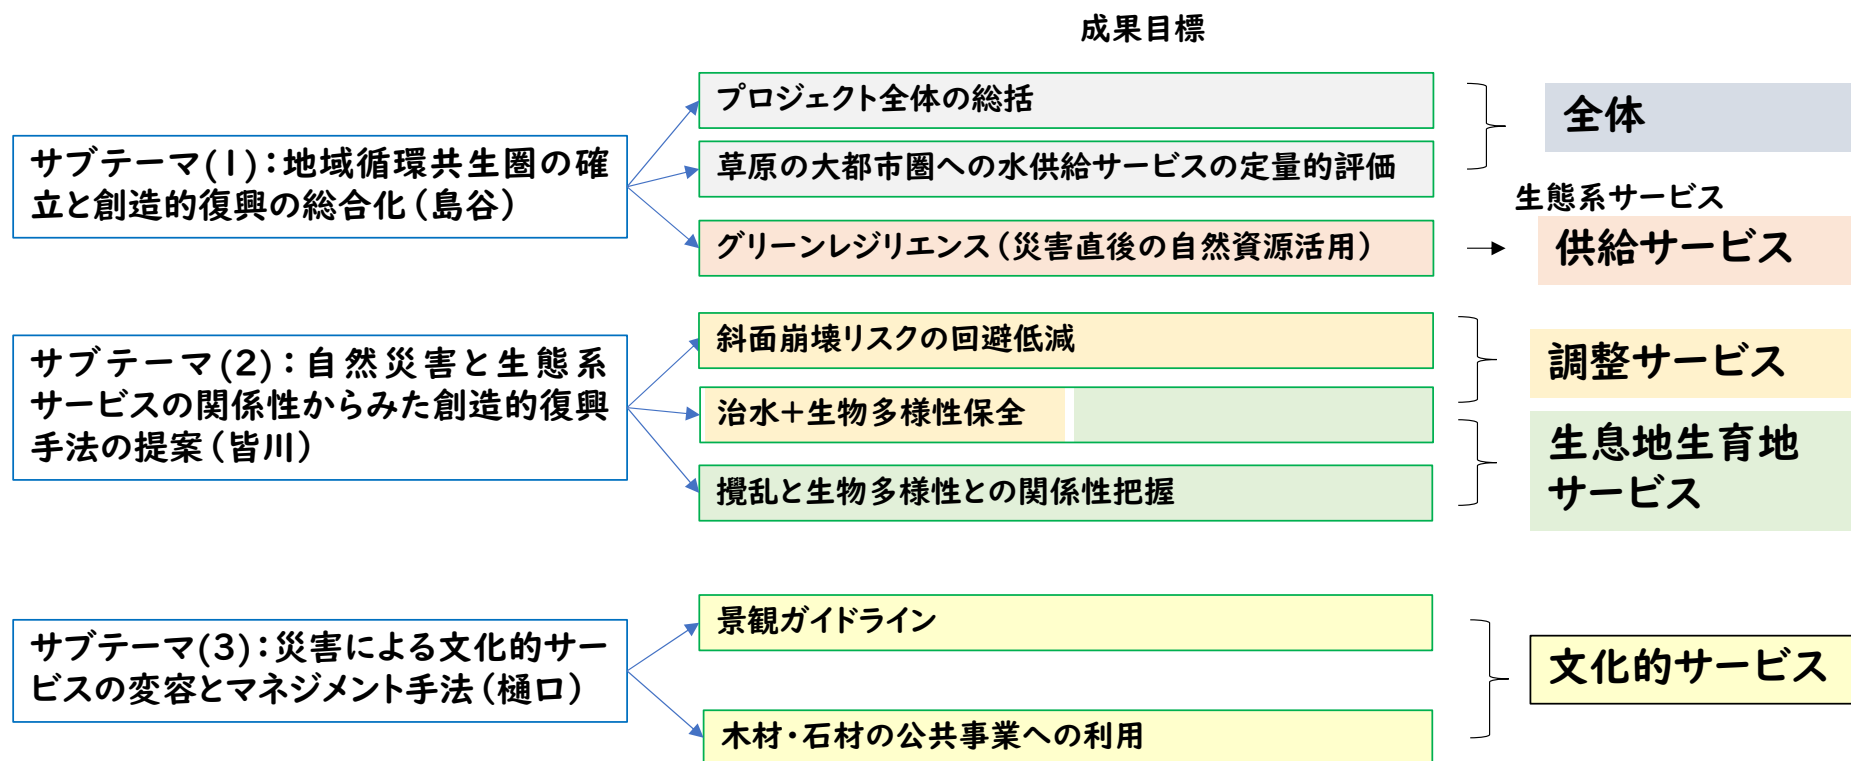 成果目標
サブテーマ(1):地域循環共生圏の確
立と創造的復興の総合化(島谷)
プロジェクト全体の総括
草原の大都市圏への水供給サービスの定量的評価
グリーンレジリエンス(災害直後の自然資源活用)
全体
生態系サービス
供給サービス
サブテーマ(2):自然災害と生態系
サービスの関係性からみた創造的復興
手法の提案(皆川)
斜面崩壊リスクの回避低減
治水+生物多様性保全
攪乱と生物多様性との関係性把握
調整サービス
生息地生育地
サービス
サブテーマ(3):災害による文化的サー
ビスの変容とマネジメント手法(樋口)
景観ガイドライン
木材・石材の公共事業への利用
文化的サービス